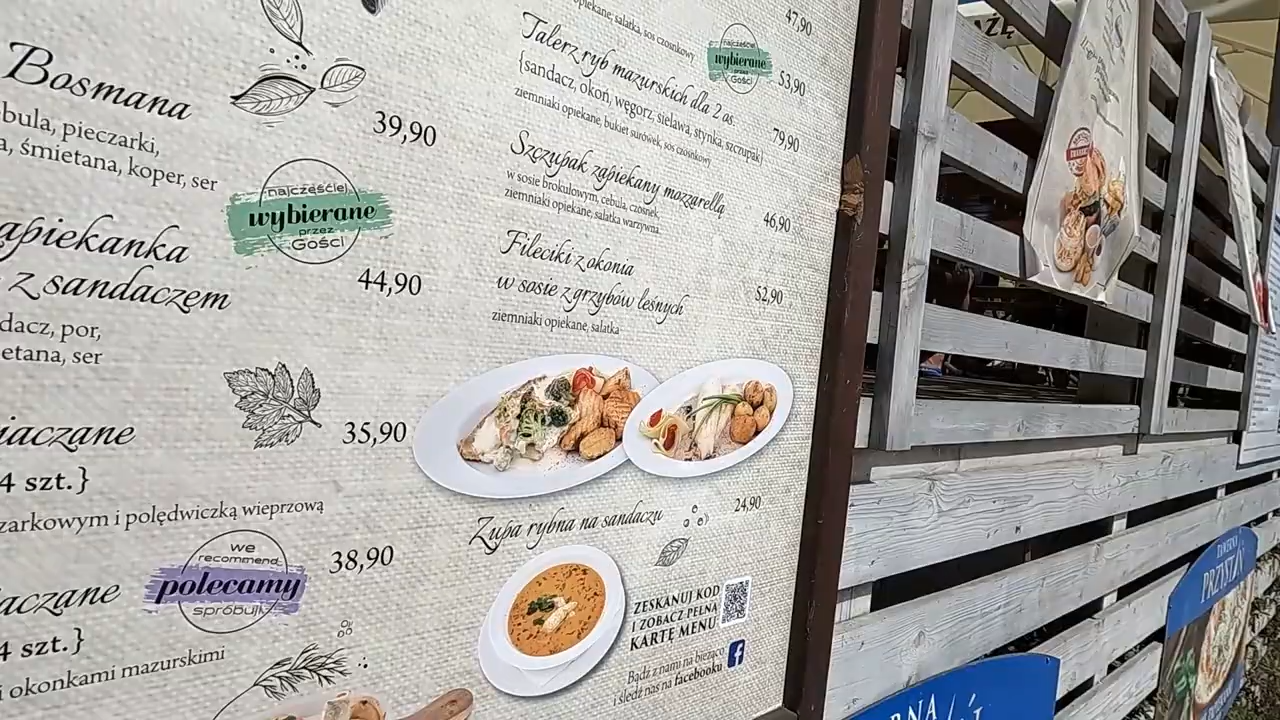 Bosmana
ebula, pieczarki,
a, śmietana, koper, ser
39,90
najczęściej
wybierane
przez
Gości
apiekanka
z sandaczem
44,90
dacz, por,
etana, ser
iaczane
35,90
4 szt.}
zarkowym i polędwiczką wieprzową
we
recommend
polecamy
spróbuj!
38,90
aczane
4 szt.}
i okonkami mazurskimi
opiekane, sałatka, sos czosnkowy
47,90
Talerz ryb mazurskich dla 2 os.
najczęściej
wybierane
przez
Gości
53,90
{sandacz, okoń, węgorz, sielawa, stynka, szczupak}
79,90
ziemniaki opiekane, bukiet surówek, sos czosnkowy
Szczupak zapiekany mozzarellą
46,90
w sosie brokułowym, cebula, czosnek,
ziemniaki opiekane, sałatka warzywna.
Fileciki z okonia
w sosie z grzybów leśnych
52,90
ziemniaki opiekane, sałatka
Zupa rybna na sandaczu
24,90
ZESKANUJ KOD
I ZOBACZ PEŁNĄ
KARTĘ MENU
Bądź z nami na bieżąco
i śledź nas na facebooku
f
TAWERNA
PRZYSTAŃ